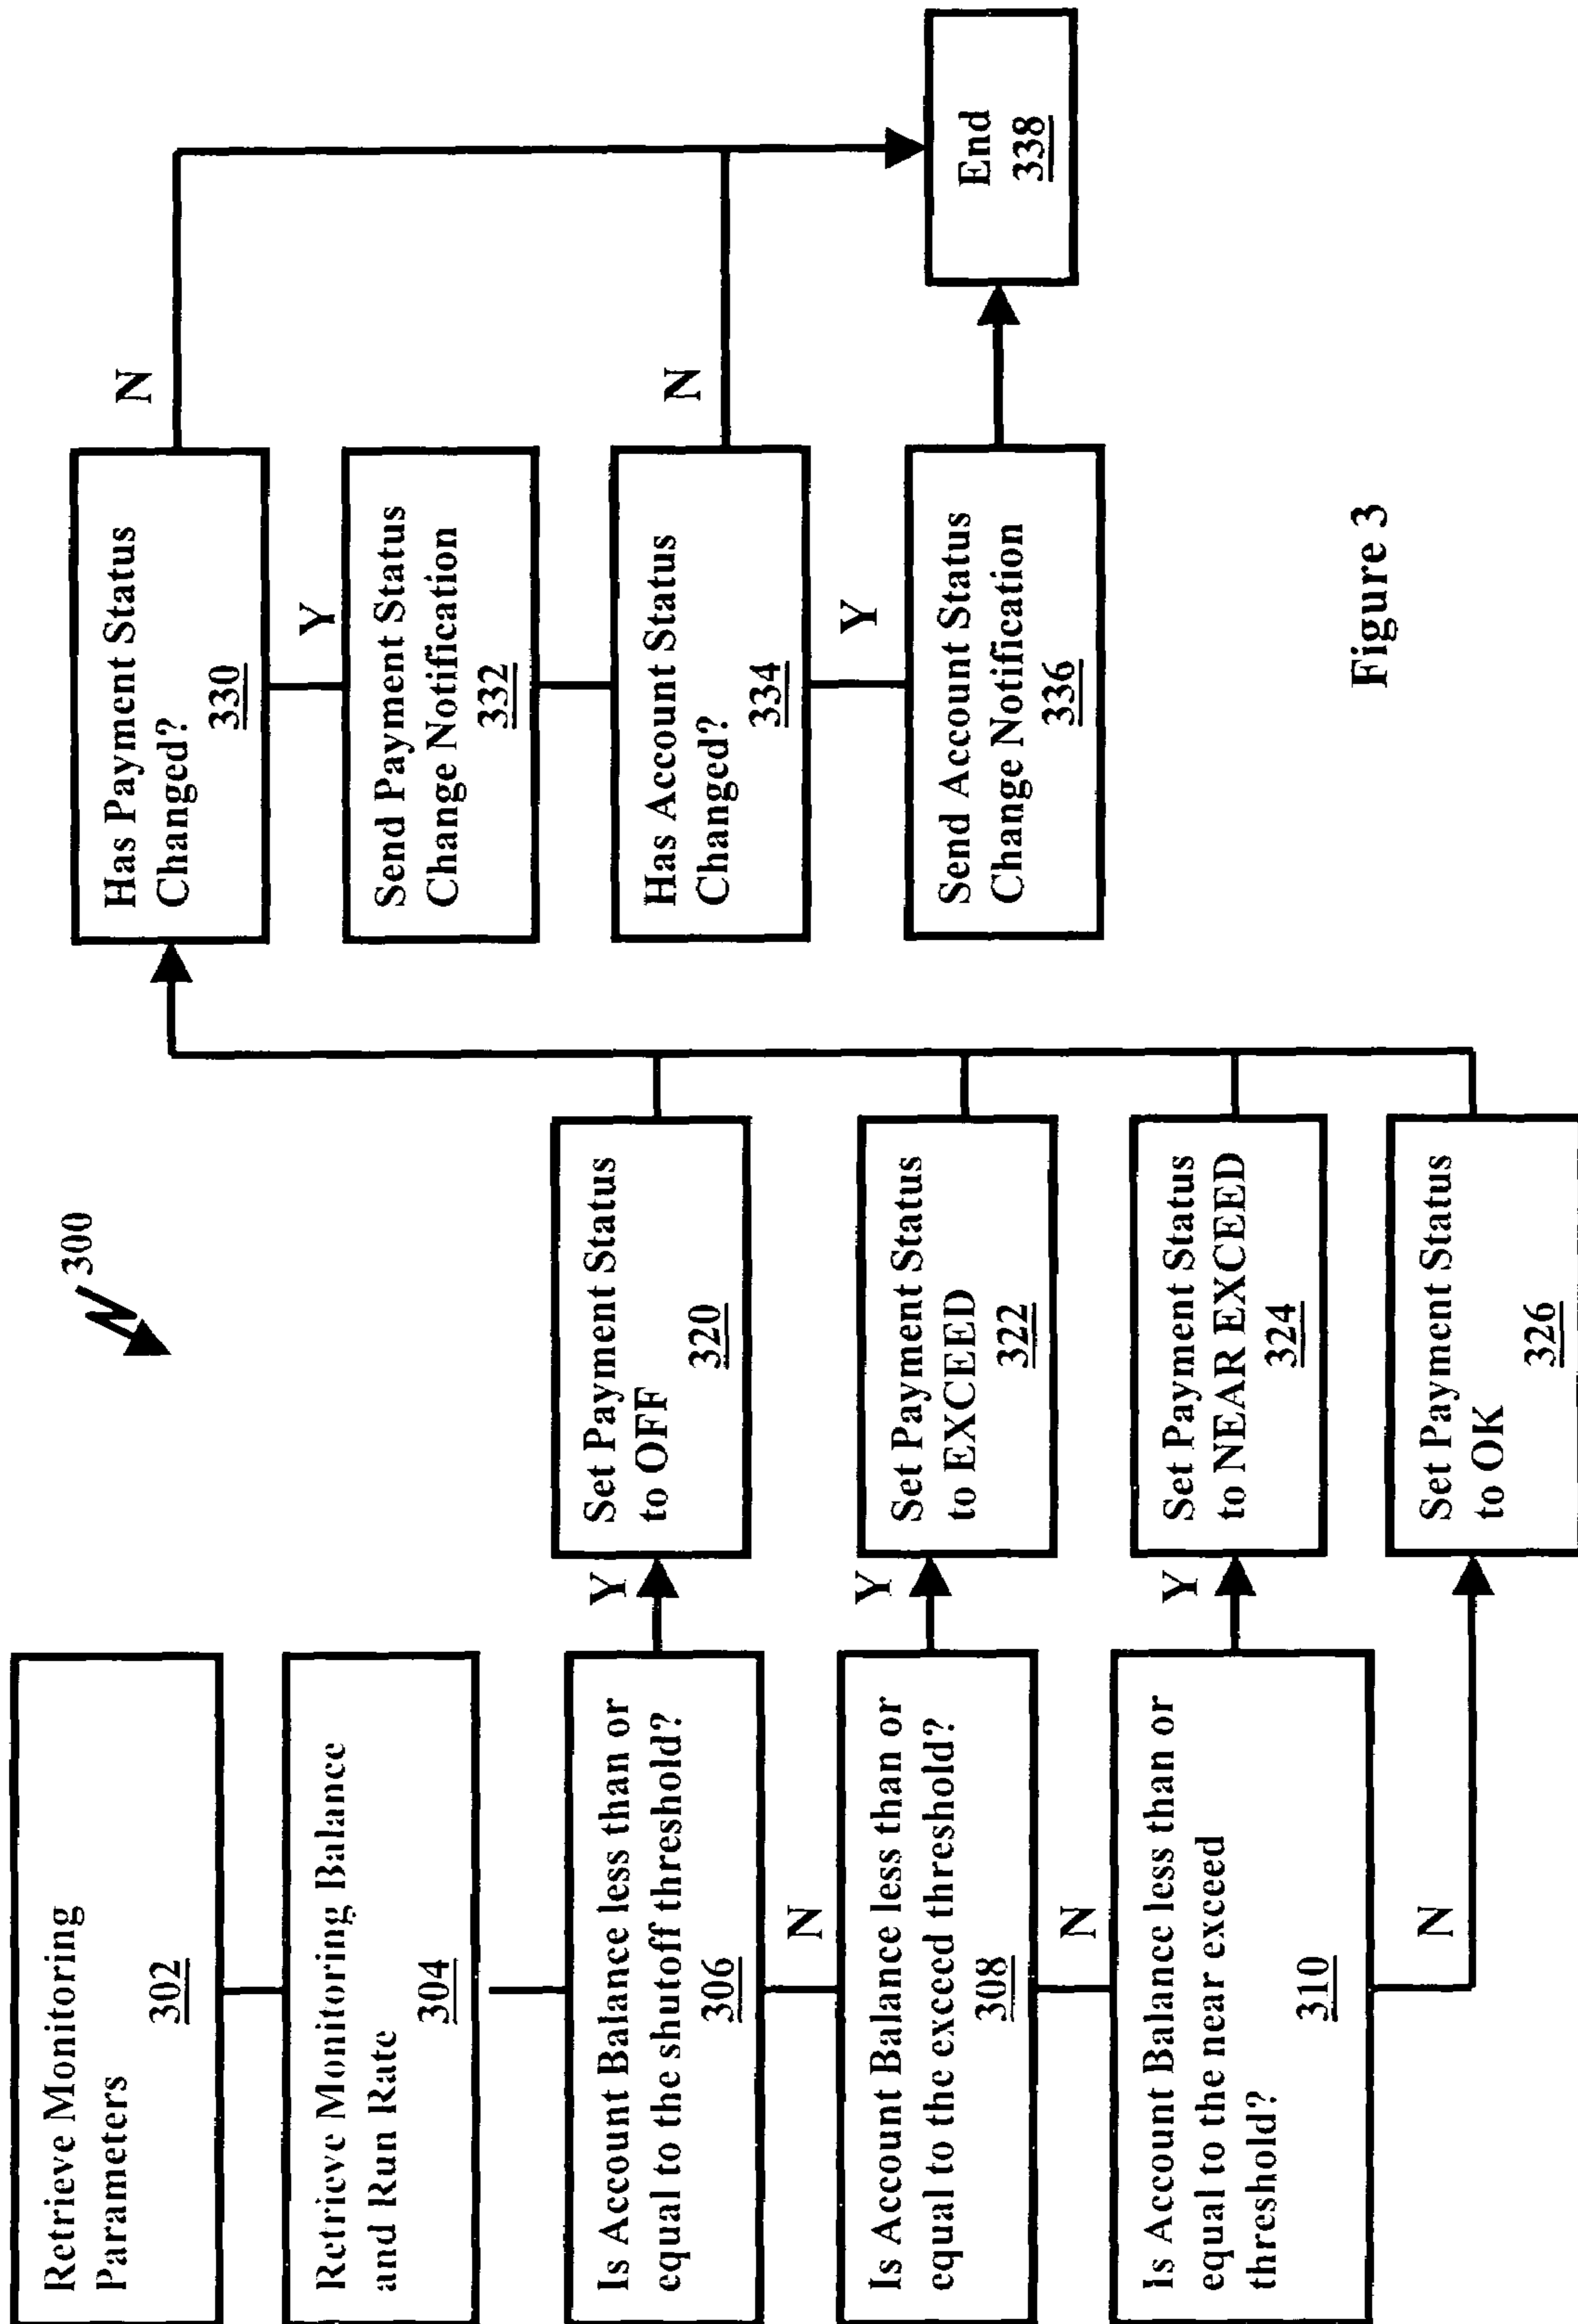 300
Retrieve Monitoring
Parameters
302
Retrieve Monitoring Balance
and Run Rate
304
Is Account Balance less than or
equal to the shutoff threshold?
306
Y
N
Is Account Balance less than or
equal to the exceed threshold?
308
Y
N
Is Account Balance less than or
equal to the near exceed
threshold?
310
Y
N
Set Payment Status
to OFF
320
Set Payment Status
to EXCEED
322
Set Payment Status
to NEAR EXCEED
324
Set Payment Status
to OK
326
Has Payment Status
Changed?
330
N
Y
Send Payment Status
Change Notification
332
Has Account Status
Changed?
334
N
Y
Send Account Status
Change Notification
336
End
338
Figure 3